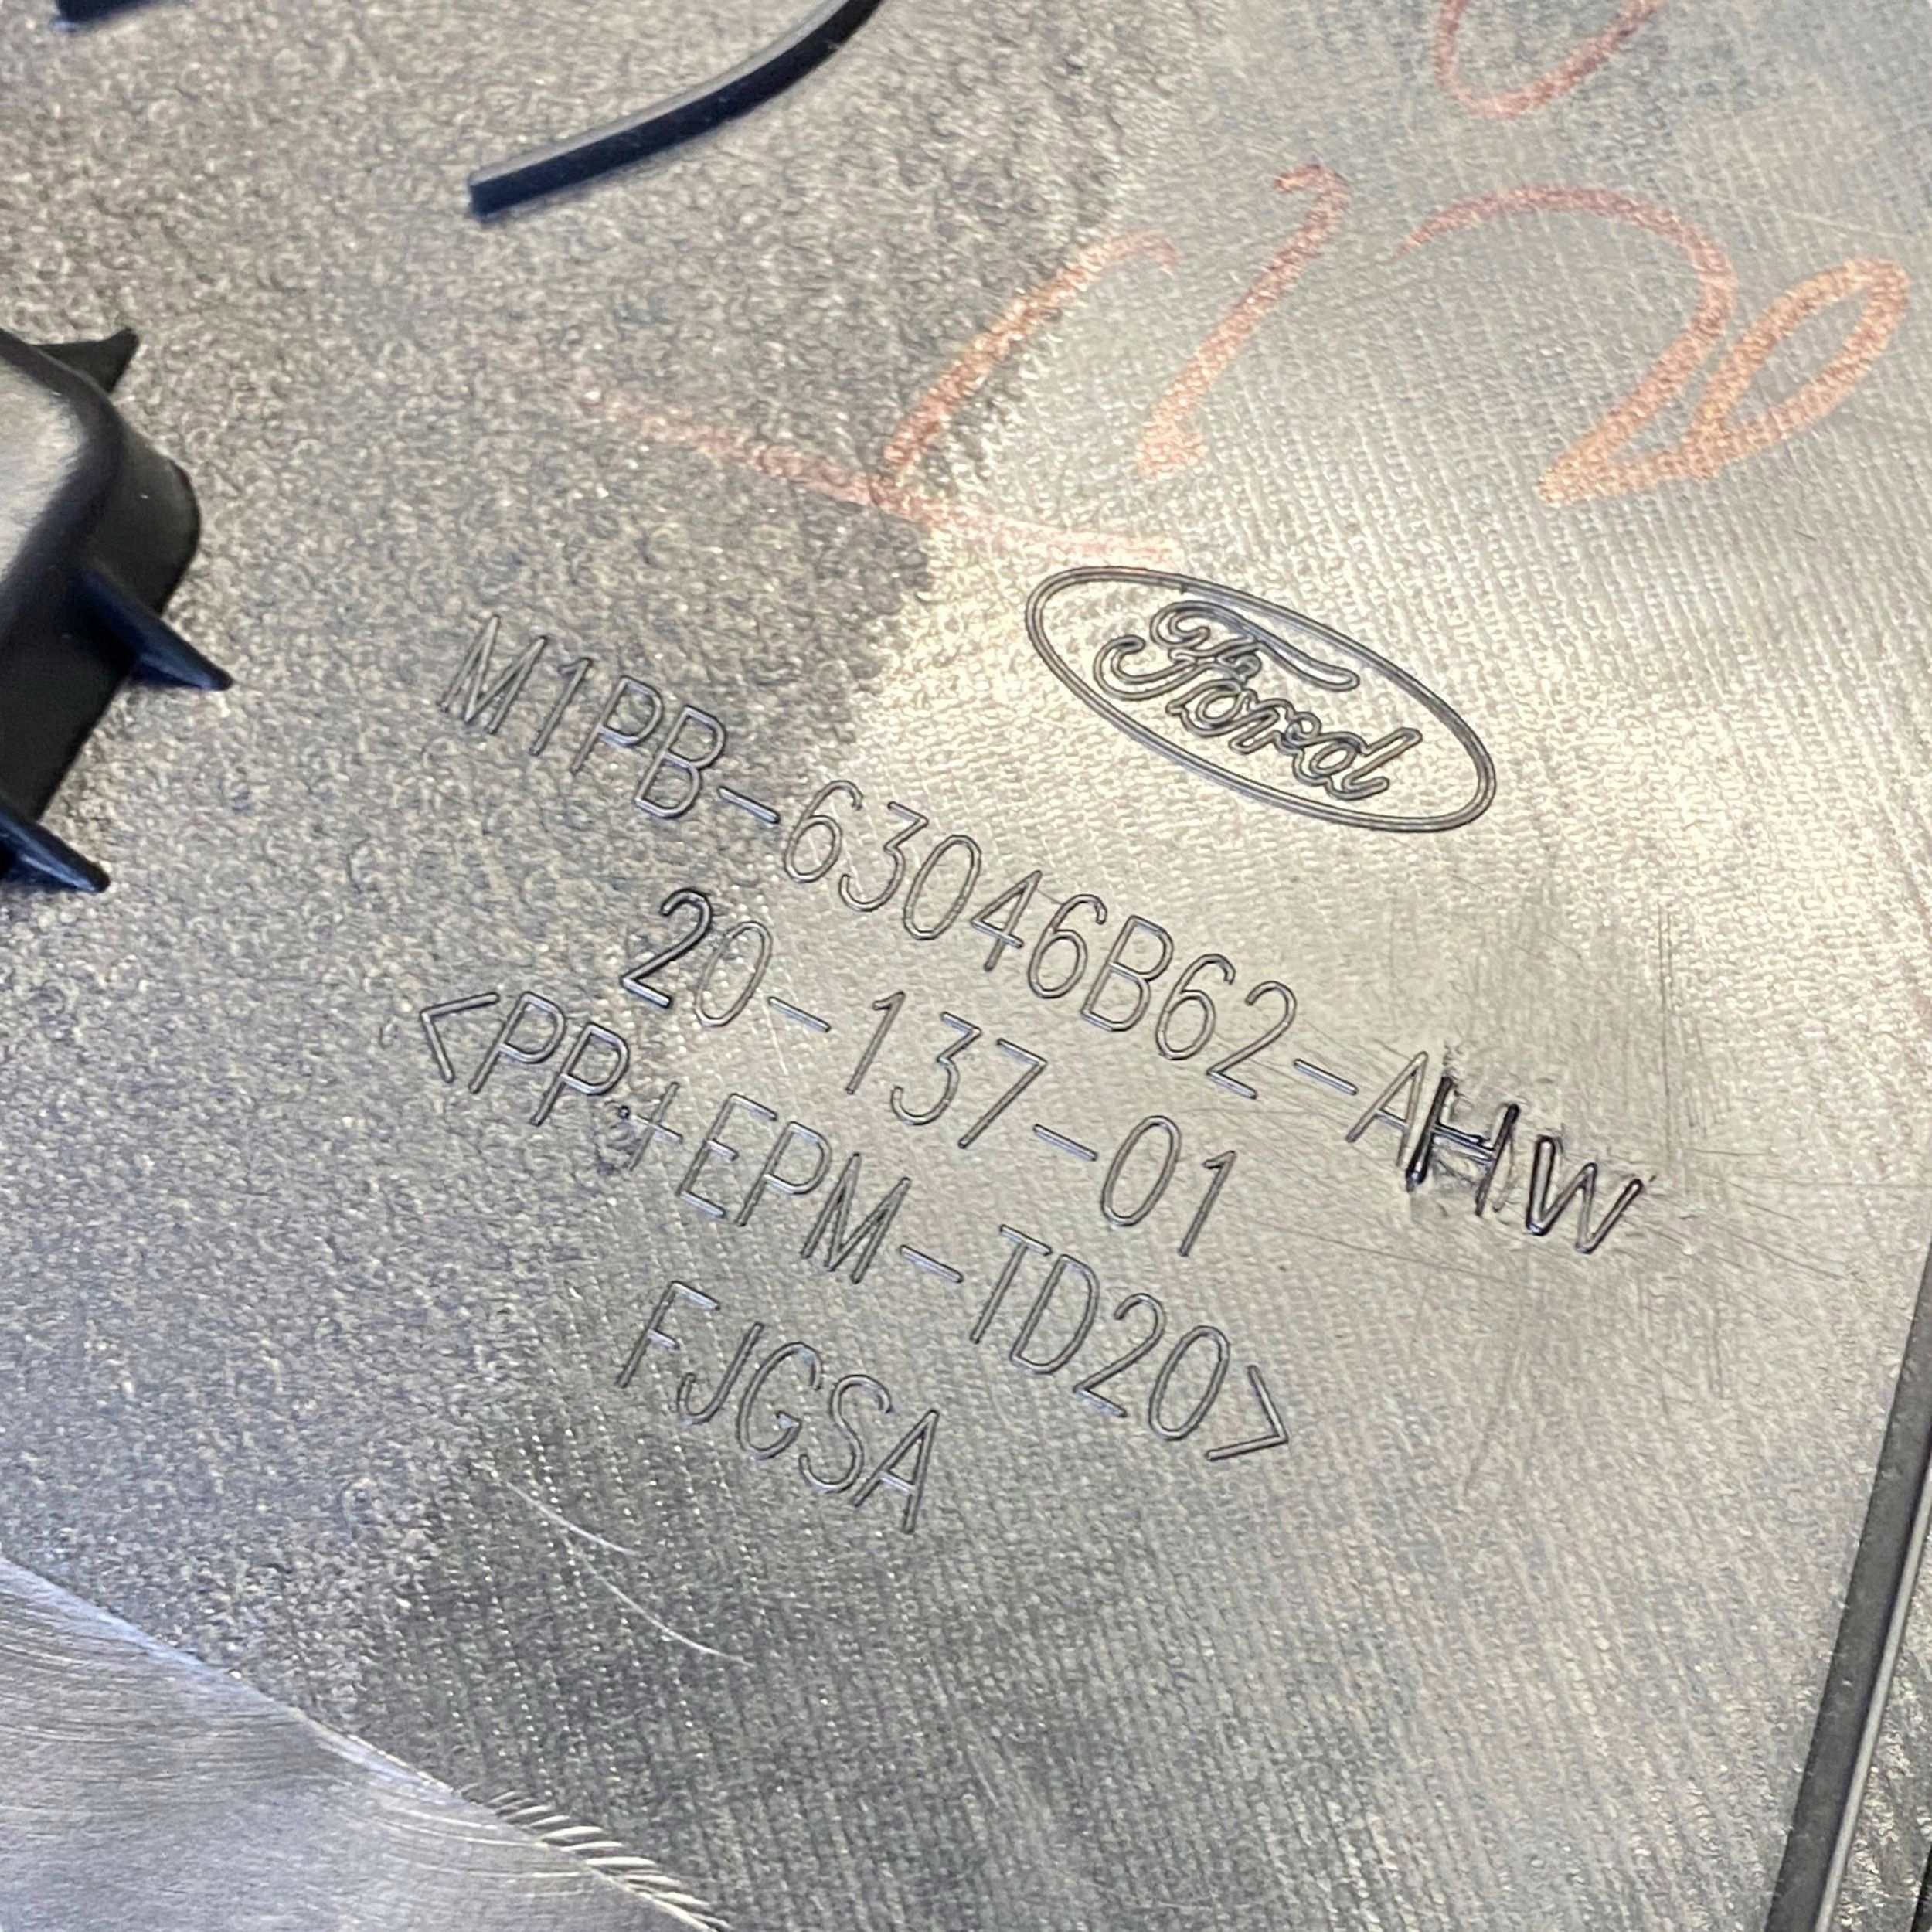 Ford
M1PB-63046B62-AHW
20-137-01
<PP+EPM-TD20>
FJGSA